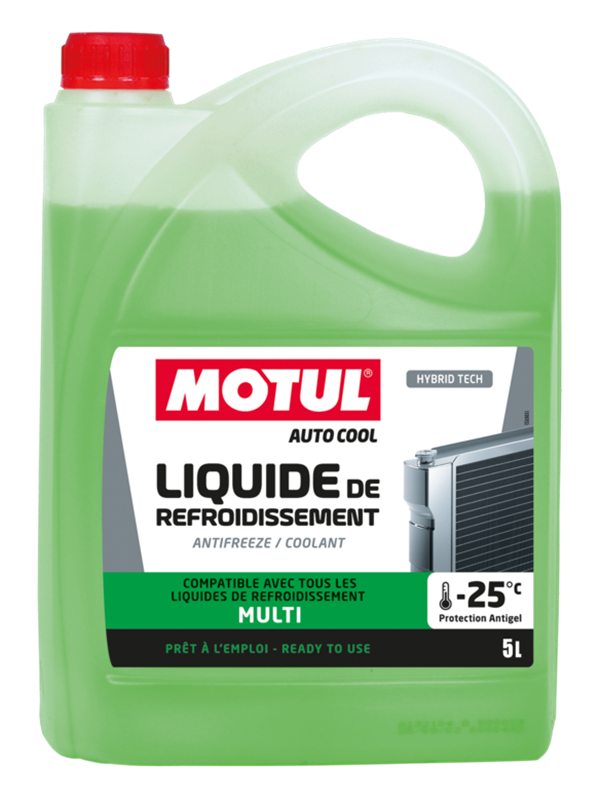 MOTUL®
HYBRID TECH
AUTO COOL
LIQUIDE DE
REFROIDISSEMENT
ANTIFREEZE / COOLANT
COMPATIBLE AVEC TOUS LES
LIQUIDES DE REFROIDISSEMENT
MULTI
-25°C
Protection Antigel
PRÊT À L'EMPLOI - READY TO USE
5L